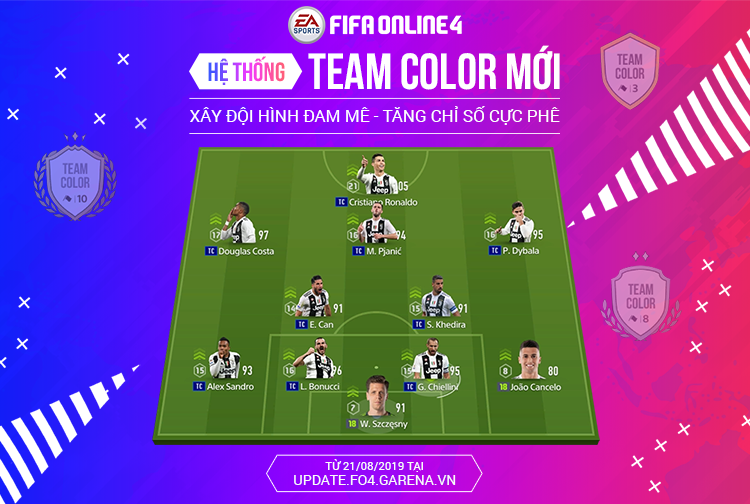 EA SPORTS FIFA ONLINE 4
HỆ THỐNG TEAM COLOR MỚI
XÂY ĐỘI HÌNH ĐAM MÊ - TĂNG CHỈ SỐ CỰC PHÊ
TEAM COLOR 3
TEAM COLOR 10
TEAM COLOR 8
21 05
TC Cristiano Ronaldo
17 97
TC Douglas Costa
16 94
TC M. Pjanić
16 95
TC P. Dybala
14 91
TC E. Can
15 91
TC S. Khedira
15 93
TC Alex Sandro
16 96
TC L. Bonucci
15 95
TC G. Chiellini
8 80
18 João Cancelo
7 91
18 W. Szczęsny
TỪ 21/08/2019 TẠI
UPDATE.FO4.GARENA.VN